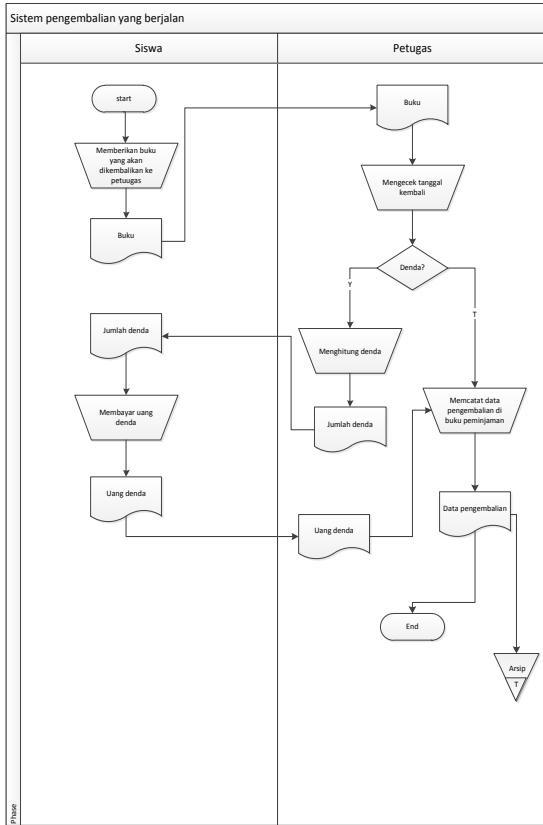 Sistem pengembalian yang berjalan
Siswa
Petugas
start
Memberikan buku
yang akan
dikembalikan ke
petuugas
Buku
Buku
Mengecek tanggal
kembali
Denda?
Y
T
Jumlah denda
Menghitung denda
Membayar uang
denda
Jumlah denda
Memcatat data
pengembalian di
buku peminjaman
Uang denda
Uang denda
Data pengembalian
End
Arsip
T
Phase